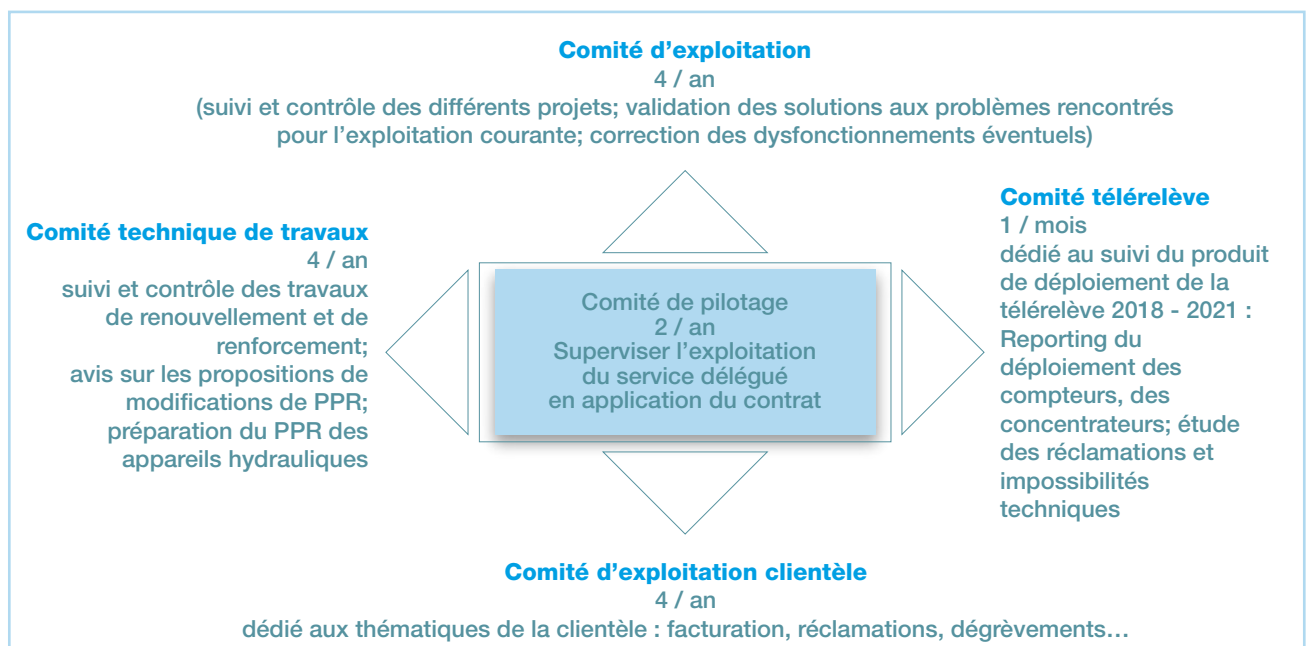 Comité d'exploitation
4 / an
(suivi et contrôle des différents projets; validation des solutions aux problèmes rencontrés
pour l'exploitation courante; correction des dysfonctionnements éventuels)
Comité technique de travaux
4 / an
suivi et contrôle des travaux
de renouvellement et de
renforcement;
avis sur les propositions de
modifications de PPR;
préparation du PPR des
appareils hydrauliques
Comité de pilotage
2 / an
Superviser l'exploitation
du service délégué
en application du contrat
Comité télérelève
1 / mois
dédié au suivi du produit
de déploiement de la
télérelève 2018 - 2021 :
Reporting du
déploiement des
compteurs, des
concentrateurs; étude
des réclamations et
impossibilités
techniques
Comité d'exploitation clientèle
4 / an
dédié aux thématiques de la clientèle : facturation, réclamations, dégrèvements…